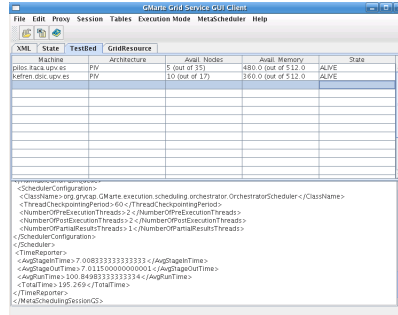 GMarte Grid Service GUI Client
File Edit Proxy Session Tables Execution Mode MetaScheduler Help
XML State TestBed GridResource
Machine Architecture Avail. Nodes Avail. Memory State
pilos.itaca.upv.es PIV 5 (out of 35) 480.0 (out of 512.0 ALIVE
kefren.dsic.upv.es PIV 10 (out of 17) 360.0 (out of 512.0 ALIVE
<SchedulerConfiguration>
<ClassName>org.grycap.GMarte.execution.scheduling.orchestrator.OrchestratorScheduler</ClassName>
<ThreadCheckpointingPeriod>60</ThreadCheckpointingPeriod>
<NumberOfPreExecutionThreads>2</NumberOfPreExecutionThreads>
<NumberOfPostExecutionThreads>2</NumberOfPostExecutionThreads>
<NumberOfPartialResultsThreads>1</NumberOfPartialResultsThreads>
</SchedulerConfiguration>
</Scheduler>
<TimeReporter>
<AvgStageInTime>7.008333333333333</AvgStageInTime>
<AvgStageOutTime>7.011500000000001</AvgStageOutTime>
<AvgRunTime>100.84983333333334</AvgRunTime>
<TotalTime>195.269</TotalTime>
</TimeReporter>
</MetaSchedulingSessionGS>